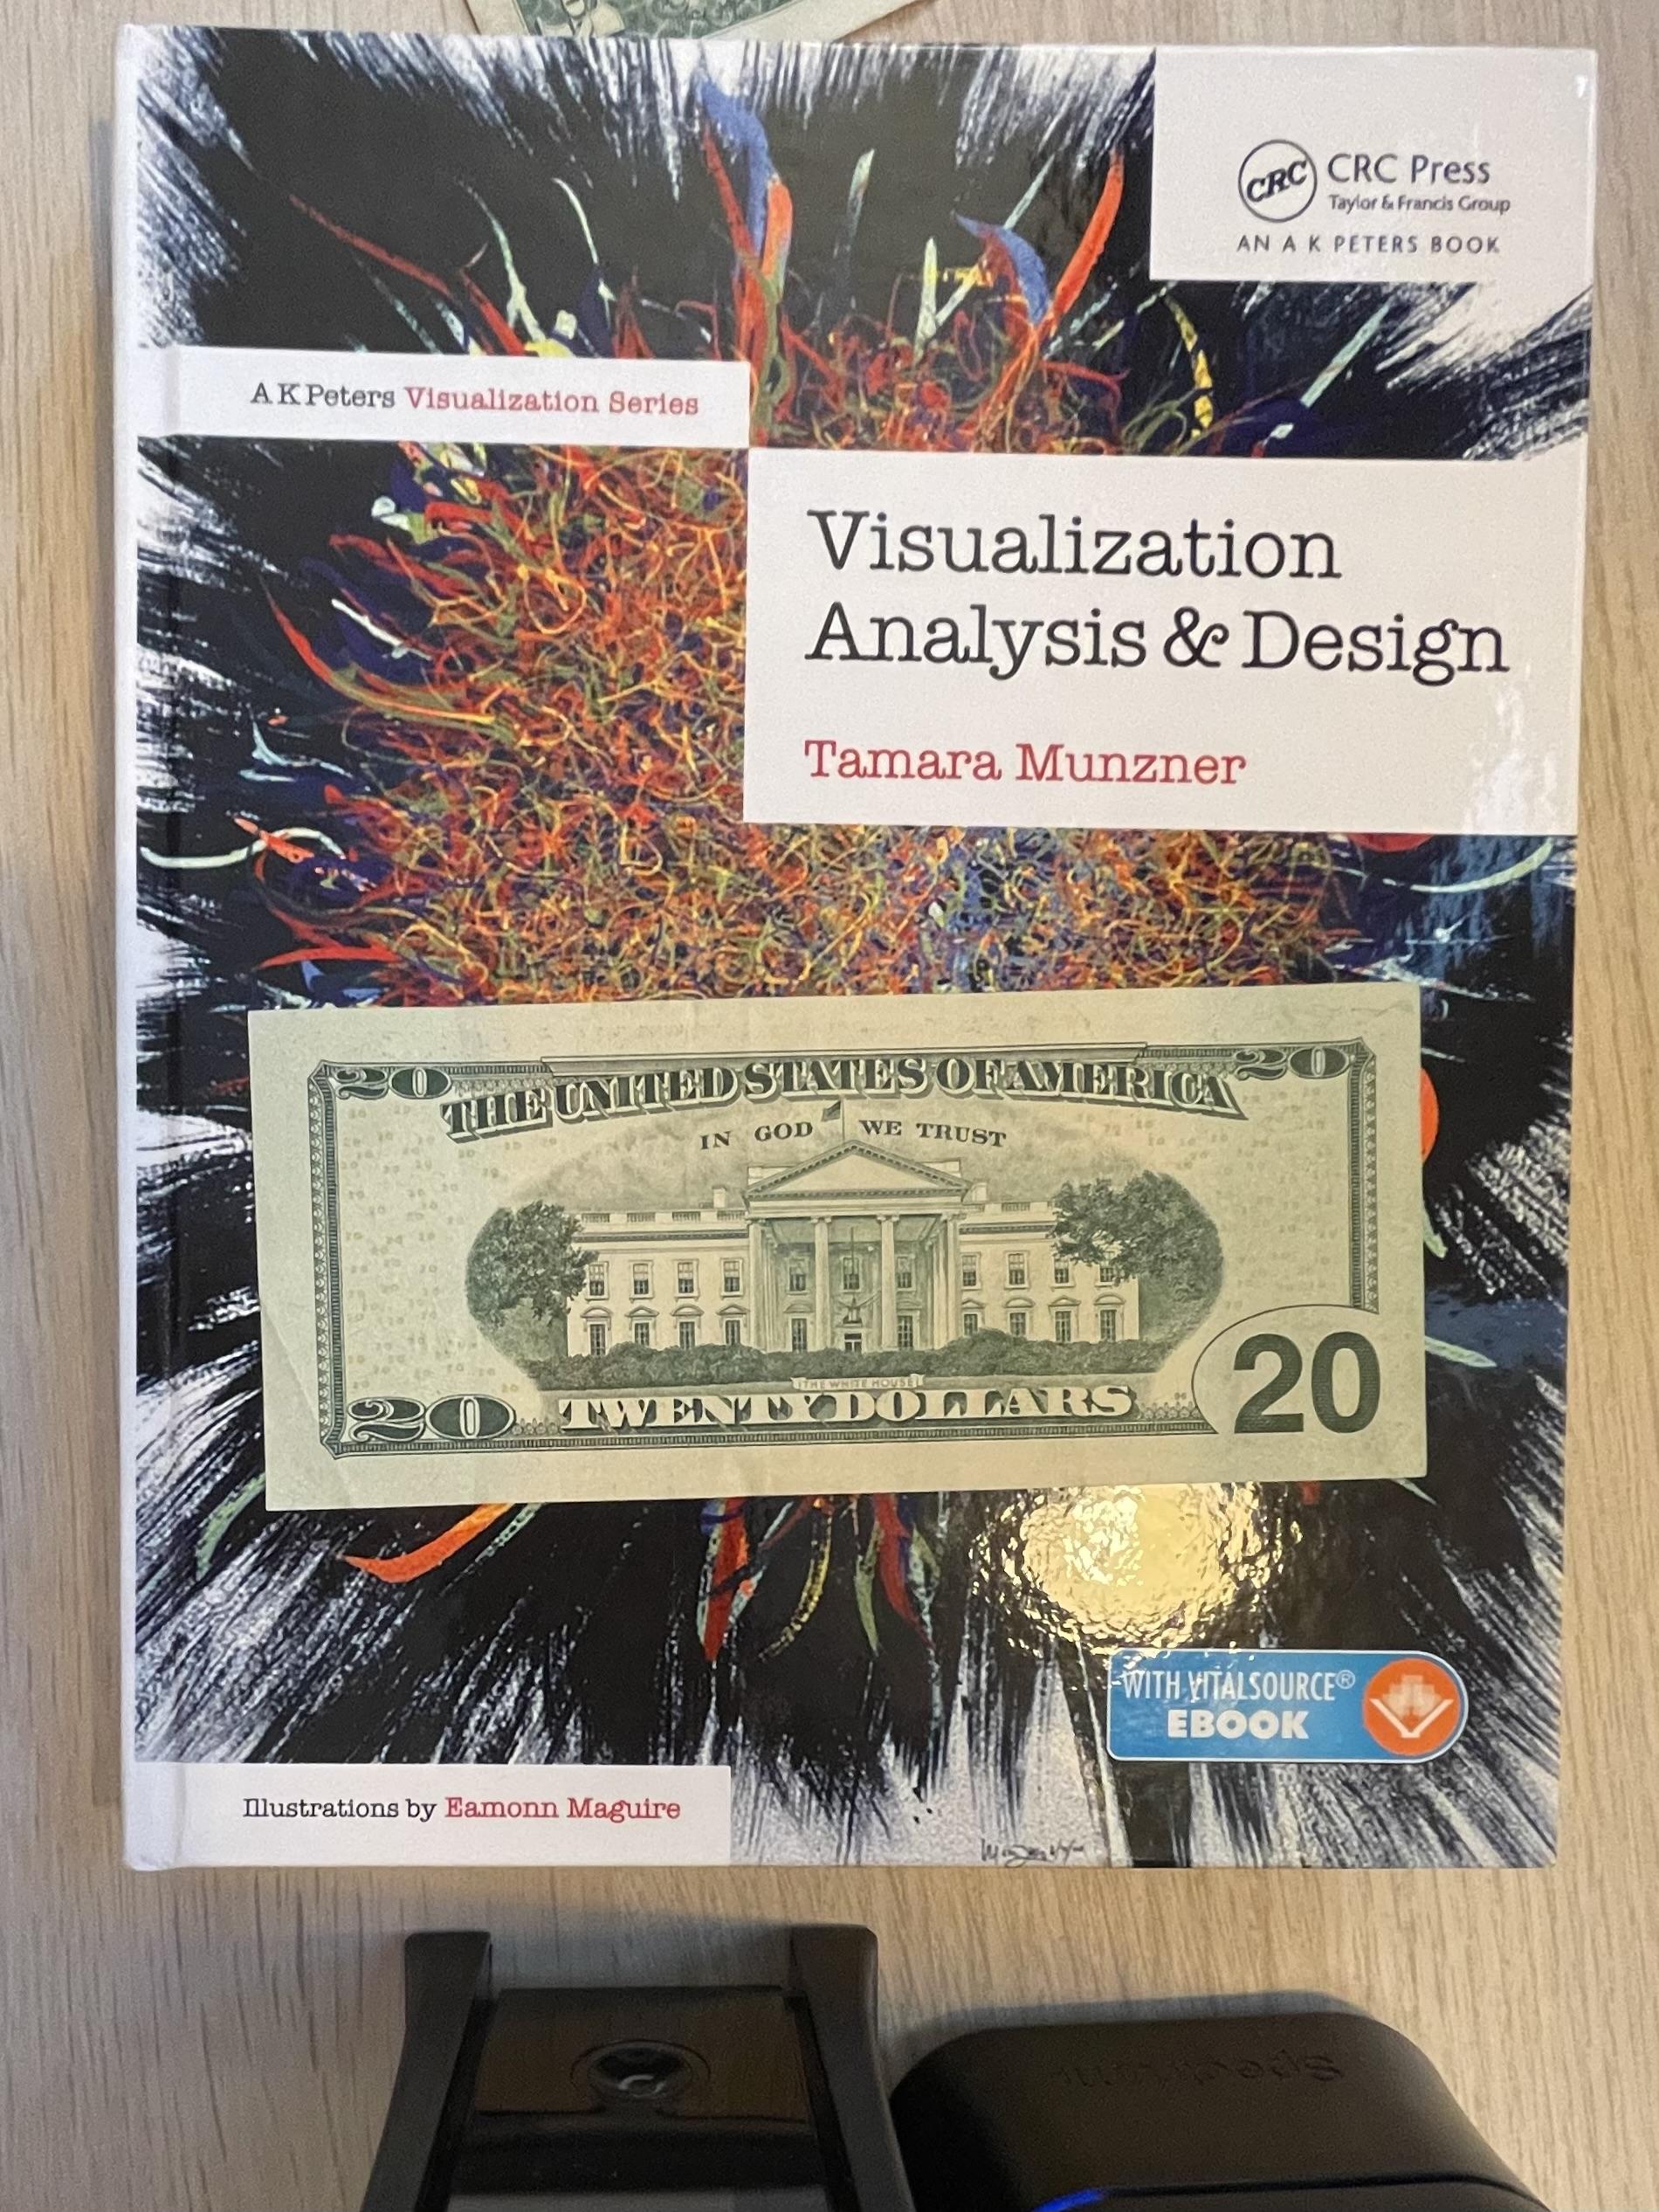 CRC CRC Press
Taylor & Francis Group
AN A K PETERS BOOK
A K Peters Visualization Series
Visualization
Analysis & Design
Tamara Munzner
20 THE UNITED STATES OF AMERICA 20
IN GOD WE TRUST
THE WHITE HOUSE
20 TWENTY DOLLARS 20
WITH VITALSOURCE®
EBOOK
Illustrations by Eamonn Maguire